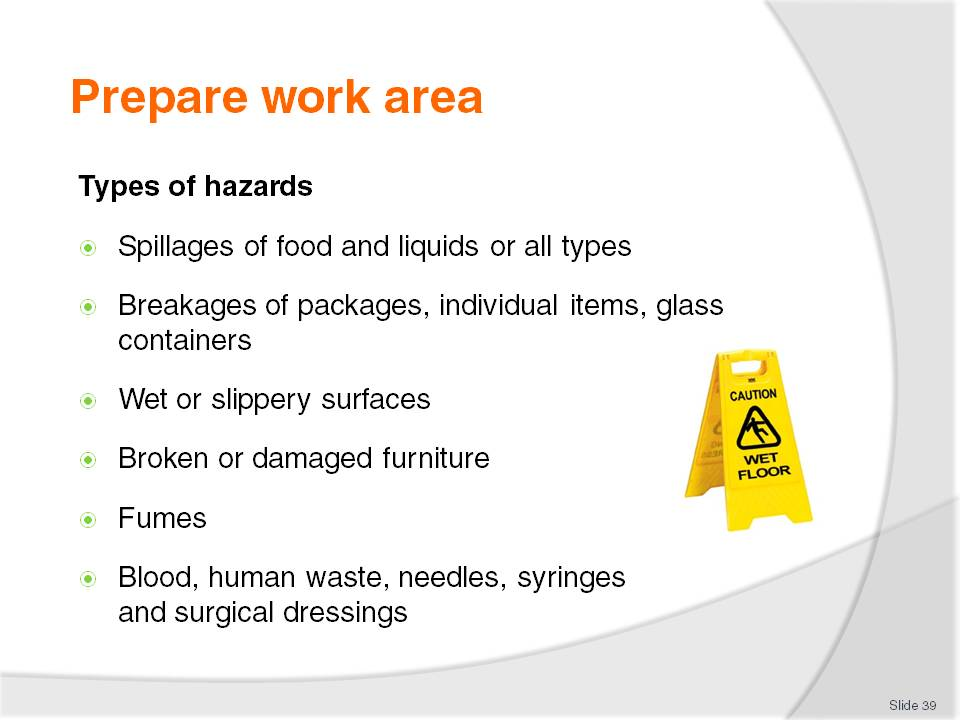 Prepare work area
Types of hazards
Spillages of food and liquids or all types
Breakages of packages, individual items, glass
containers
Wet or slippery surfaces
Broken or damaged furniture
Fumes
Blood, human waste, needles, syringes
and surgical dressings
CAUTION
WET
FLOOR
Slide 39